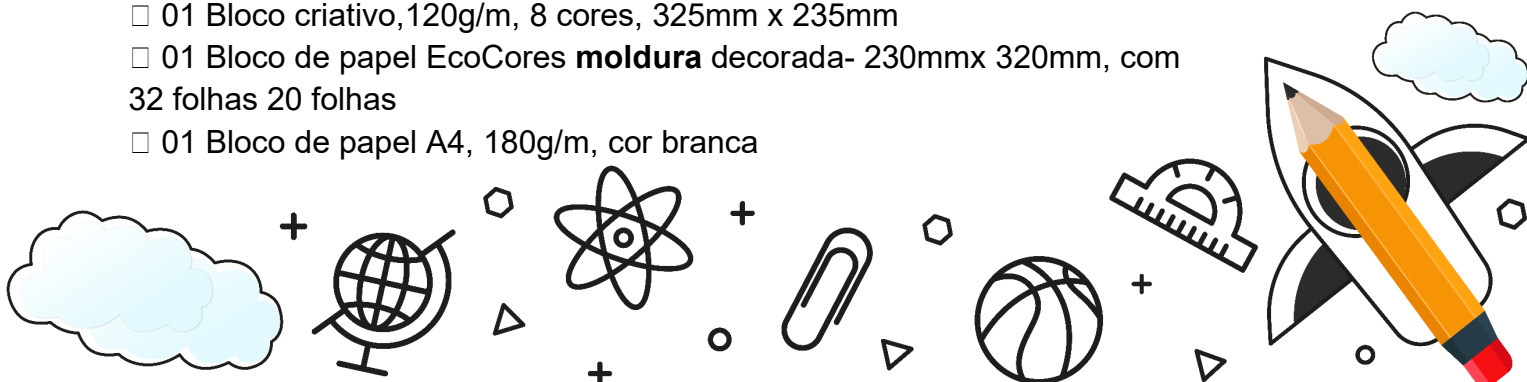 □ 01 Bloco criativo,120g/m, 8 cores, 325mm x 235mm
□ 01 Bloco de papel EcoCores moldura decorada- 230mmx 320mm, com
32 folhas 20 folhas
□ 01 Bloco de papel A4, 180g/m, cor branca